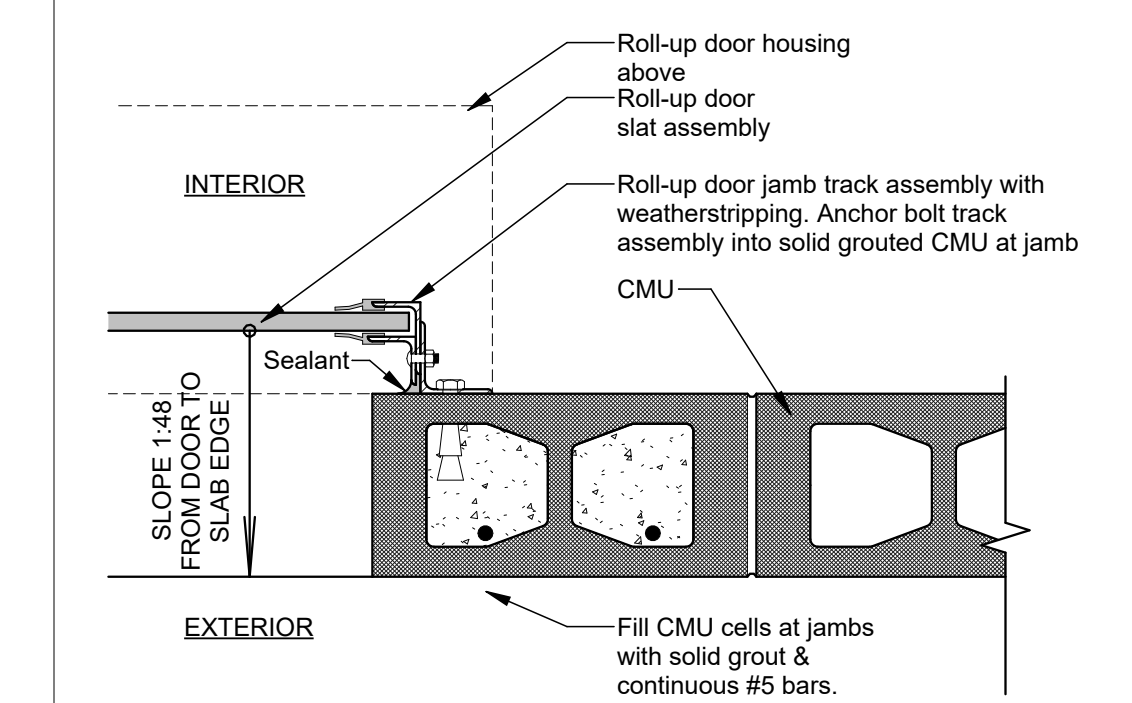 Roll-up door housing
above
Roll-up door
slat assembly
INTERIOR
Roll-up door jamb track assembly with
weatherstripping. Anchor bolt track
assembly into solid grouted CMU at jamb
CMU
Sealant
SLOPE 1:48
FROM DOOR TO
SLAB EDGE
EXTERIOR
Fill CMU cells at jambs
with solid grout &
continuous #5 bars.